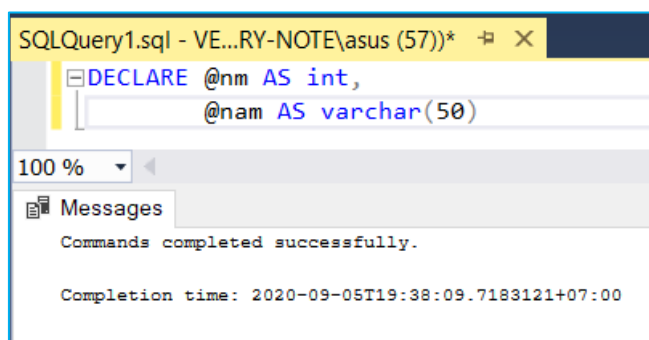 SQLQuery1.sql - VE...RY-NOTE\asus (57))*
DECLARE @nm AS int,
@nam AS varchar(50)
100 %
Messages
Commands completed successfully.
Completion time: 2020-09-05T19:38:09.7183121+07:00